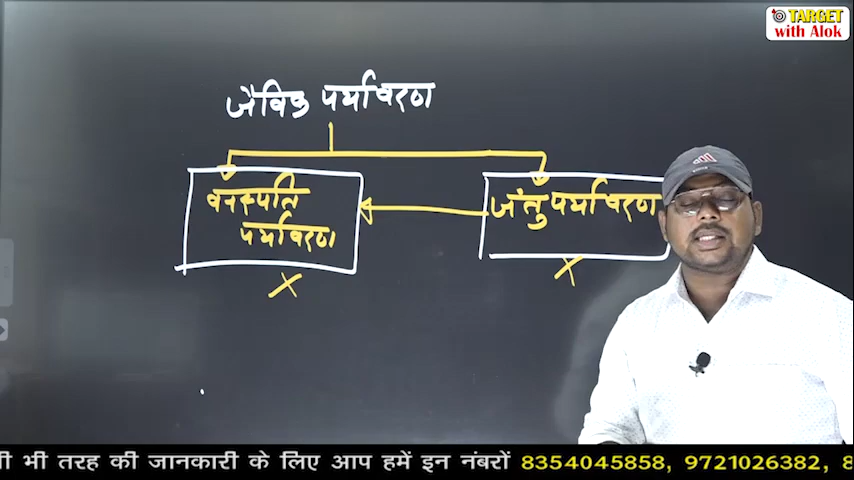 TARGET
with Alok
जैविक पर्यावरण
वनस्पति
पर्यावरण
जंतु पर्यावरण
X
X
भी तरह की जानकारी के लिए आप हमें इन नंबरों 8354045858, 9721026382, 8